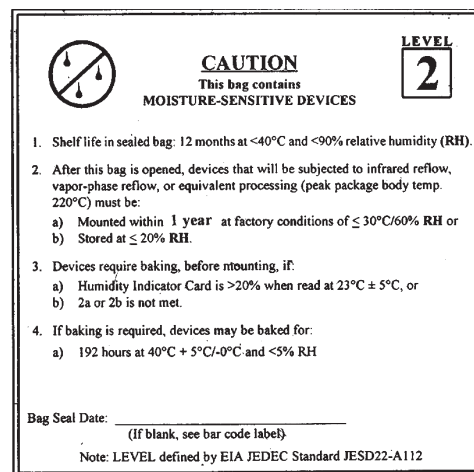 LEVEL
2
CAUTION
This bag contains
MOISTURE-SENSITIVE DEVICES
1. Shelf life in sealed bag: 12 months at <40°C and <90% relative humidity (RH).
2. After this bag is opened, devices that will be subjected to infrared reflow,
vapor-phase reflow, or equivalent processing (peak package body temp.
220°C) must be:
a) Mounted within 1 year at factory conditions of ≤ 30°C/60% RH or
b) Stored at ≤ 20% RH.
3. Devices require baking, before mounting, if:
a) Humidity Indicator Card is >20% when read at 23°C ± 5°C, or
b) 2a or 2b is not met.
4. If baking is required, devices may be baked for:
a) 192 hours at 40°C + 5°C/-0°C and <5% RH
Bag Seal Date:
(If blank, see bar code label)
Note: LEVEL defined by EIA JEDEC Standard JESD22-A112